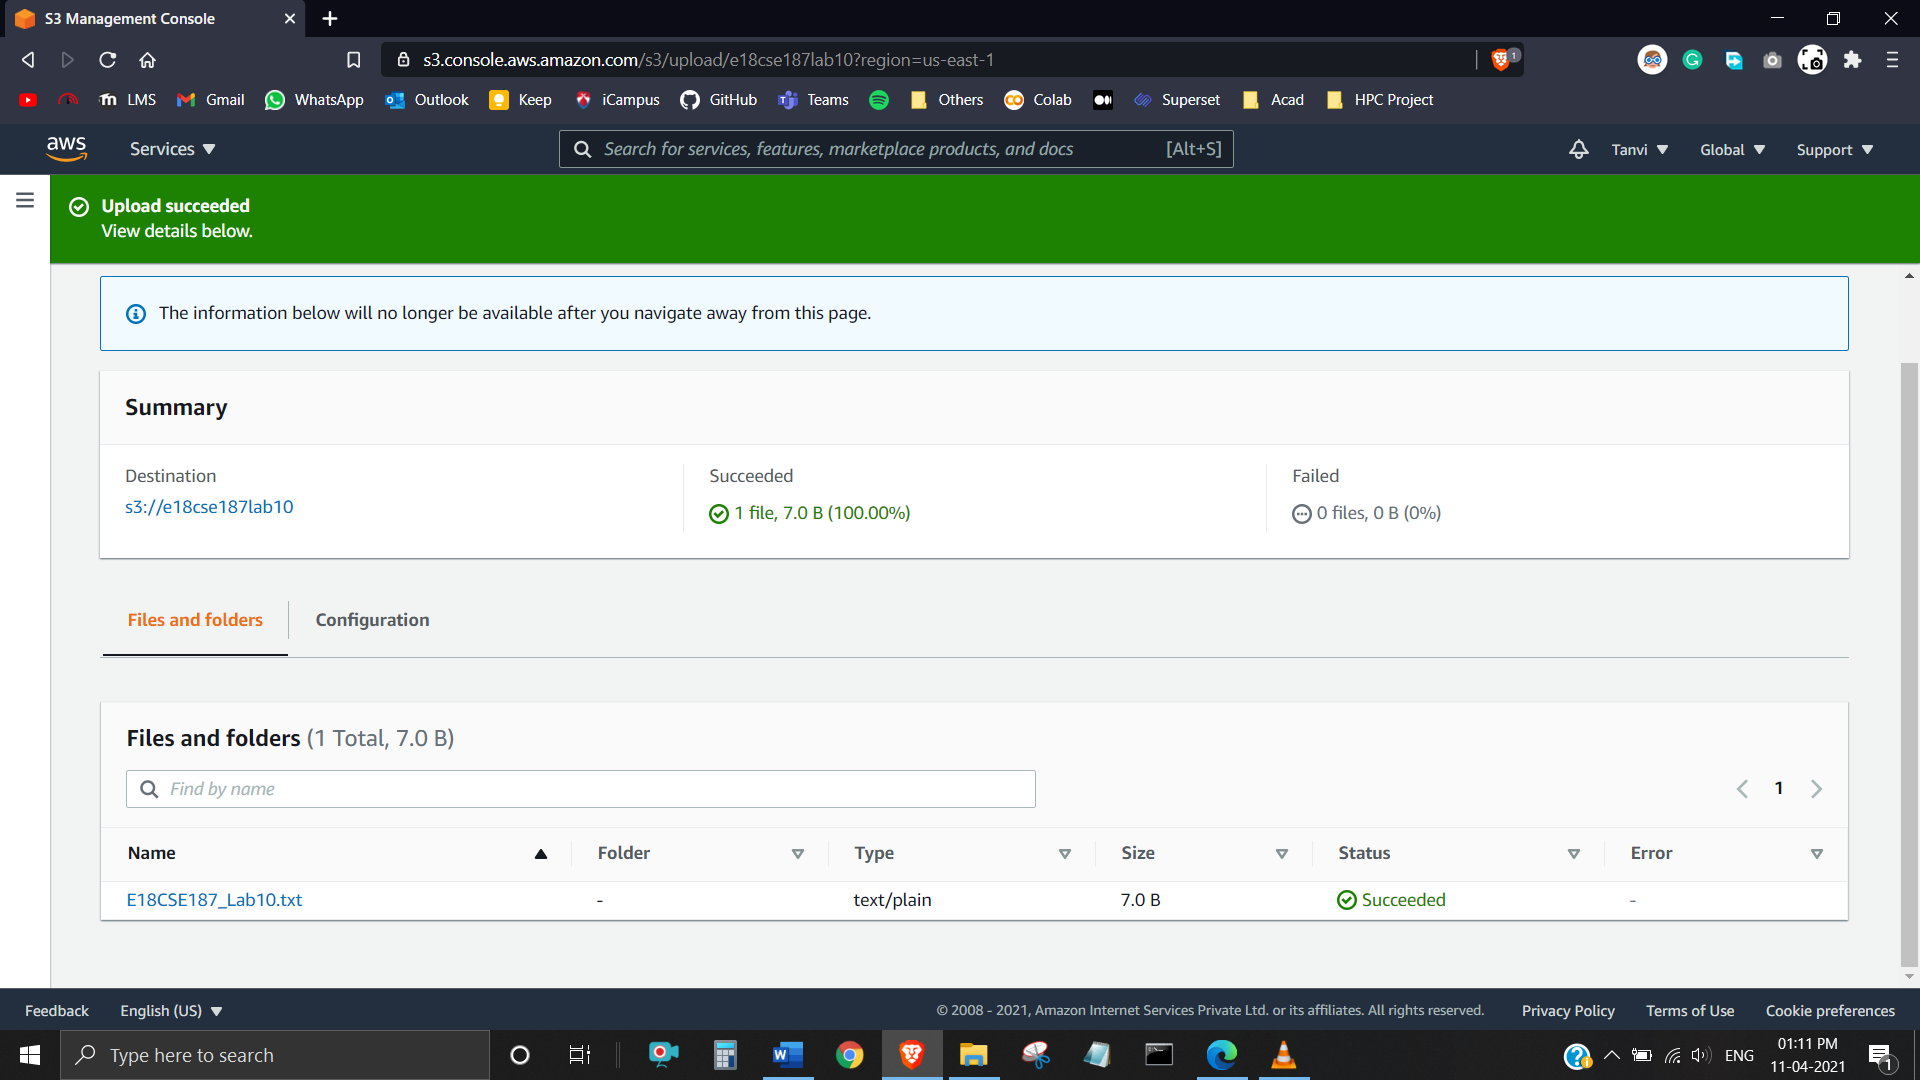 S3 Management Console
s3.console.aws.amazon.com/s3/upload/e18cse187lab10?region=us-east-1
1
LMS Gmail WhatsApp Outlook Keep iCampus GitHub Teams Others Colab Superset Acad HPC Project
aws Services Search for services, features, marketplace products, and docs [Alt+S] Tanvi Global Support
Upload succeeded
View details below.
The information below will no longer be available after you navigate away from this page.
Summary
Destination Succeeded Failed
s3://e18cse187lab10 1 file, 7.0 B (100.00%) 0 files, 0 B (0%)
Files and folders Configuration
Files and folders (1 Total, 7.0 B)
Find by name 1
Name Folder Type Size Status Error
E18CSE187_Lab10.txt - text/plain 7.0 B Succeeded -
Feedback English (US) © 2008 - 2021, Amazon Internet Services Private Ltd. or its affiliates. All rights reserved. Privacy Policy Terms of Use Cookie preferences
Type here to search ENG 01:11 PM
11-04-2021 1